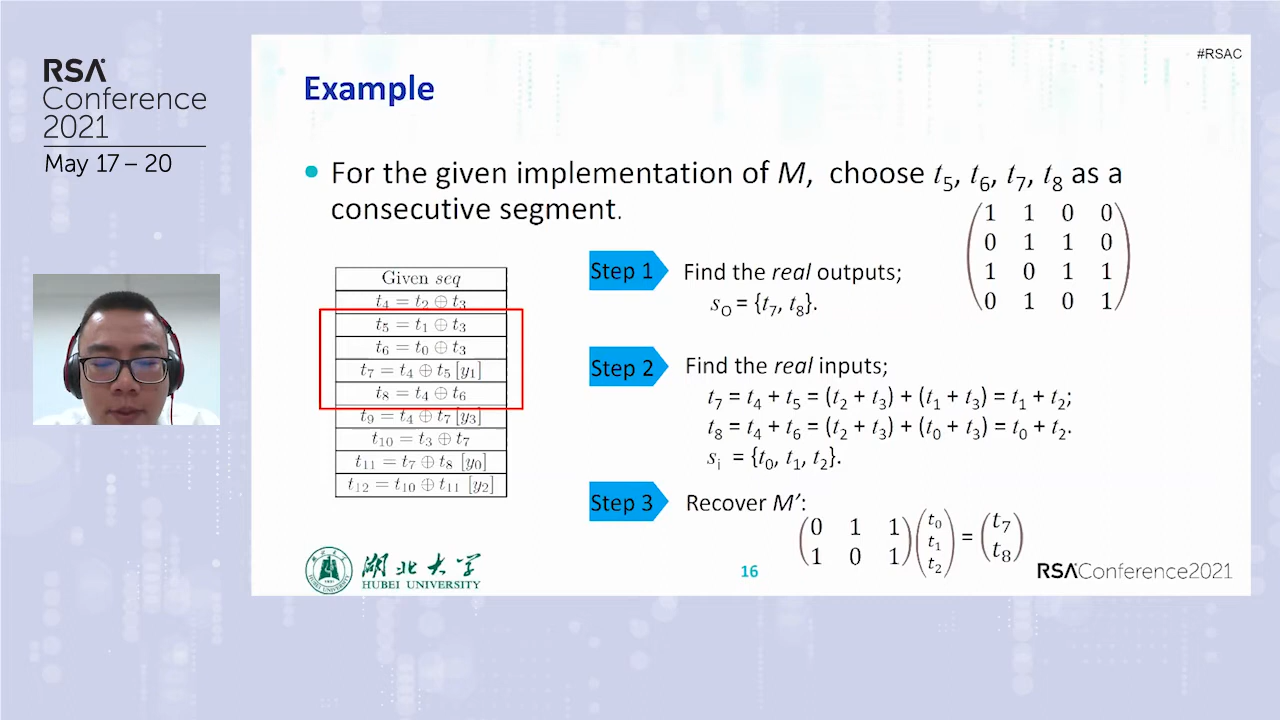 RSA
Conference
2021
May 17 – 20
#RSAC
Example
• For the given implementation of M, choose t5, t6, t7, t8 as a
consecutive segment.
1 1 0 0
0 1 1 0
1 0 1 1
0 1 0 1
Given seq
t4 = t2 ⊕ t3
t5 = t1 ⊕ t3
t6 = t0 ⊕ t3
t7 = t4 ⊕ t5 [y1]
t8 = t4 ⊕ t6
t9 = t4 ⊕ t7 [y3]
t10 = t3 ⊕ t7
t11 = t7 ⊕ t8 [y0]
t12 = t10 ⊕ t11 [y2]
Step 1 Find the real outputs;
sO = {t7, t8}.
Step 2 Find the real inputs;
t7 = t4 + t5 = (t2 + t3) + (t1 + t3) = t1 + t2;
t8 = t4 + t6 = (t2 + t3) + (t0 + t3) = t0 + t2.
si = {t0, t1, t2}.
Step 3 Recover M’:
(0 1 1
1 0 1) (t0
t1
t2) = (t7
t8)
湖北大学
HUBEI UNIVERSITY
16
RSAConference2021